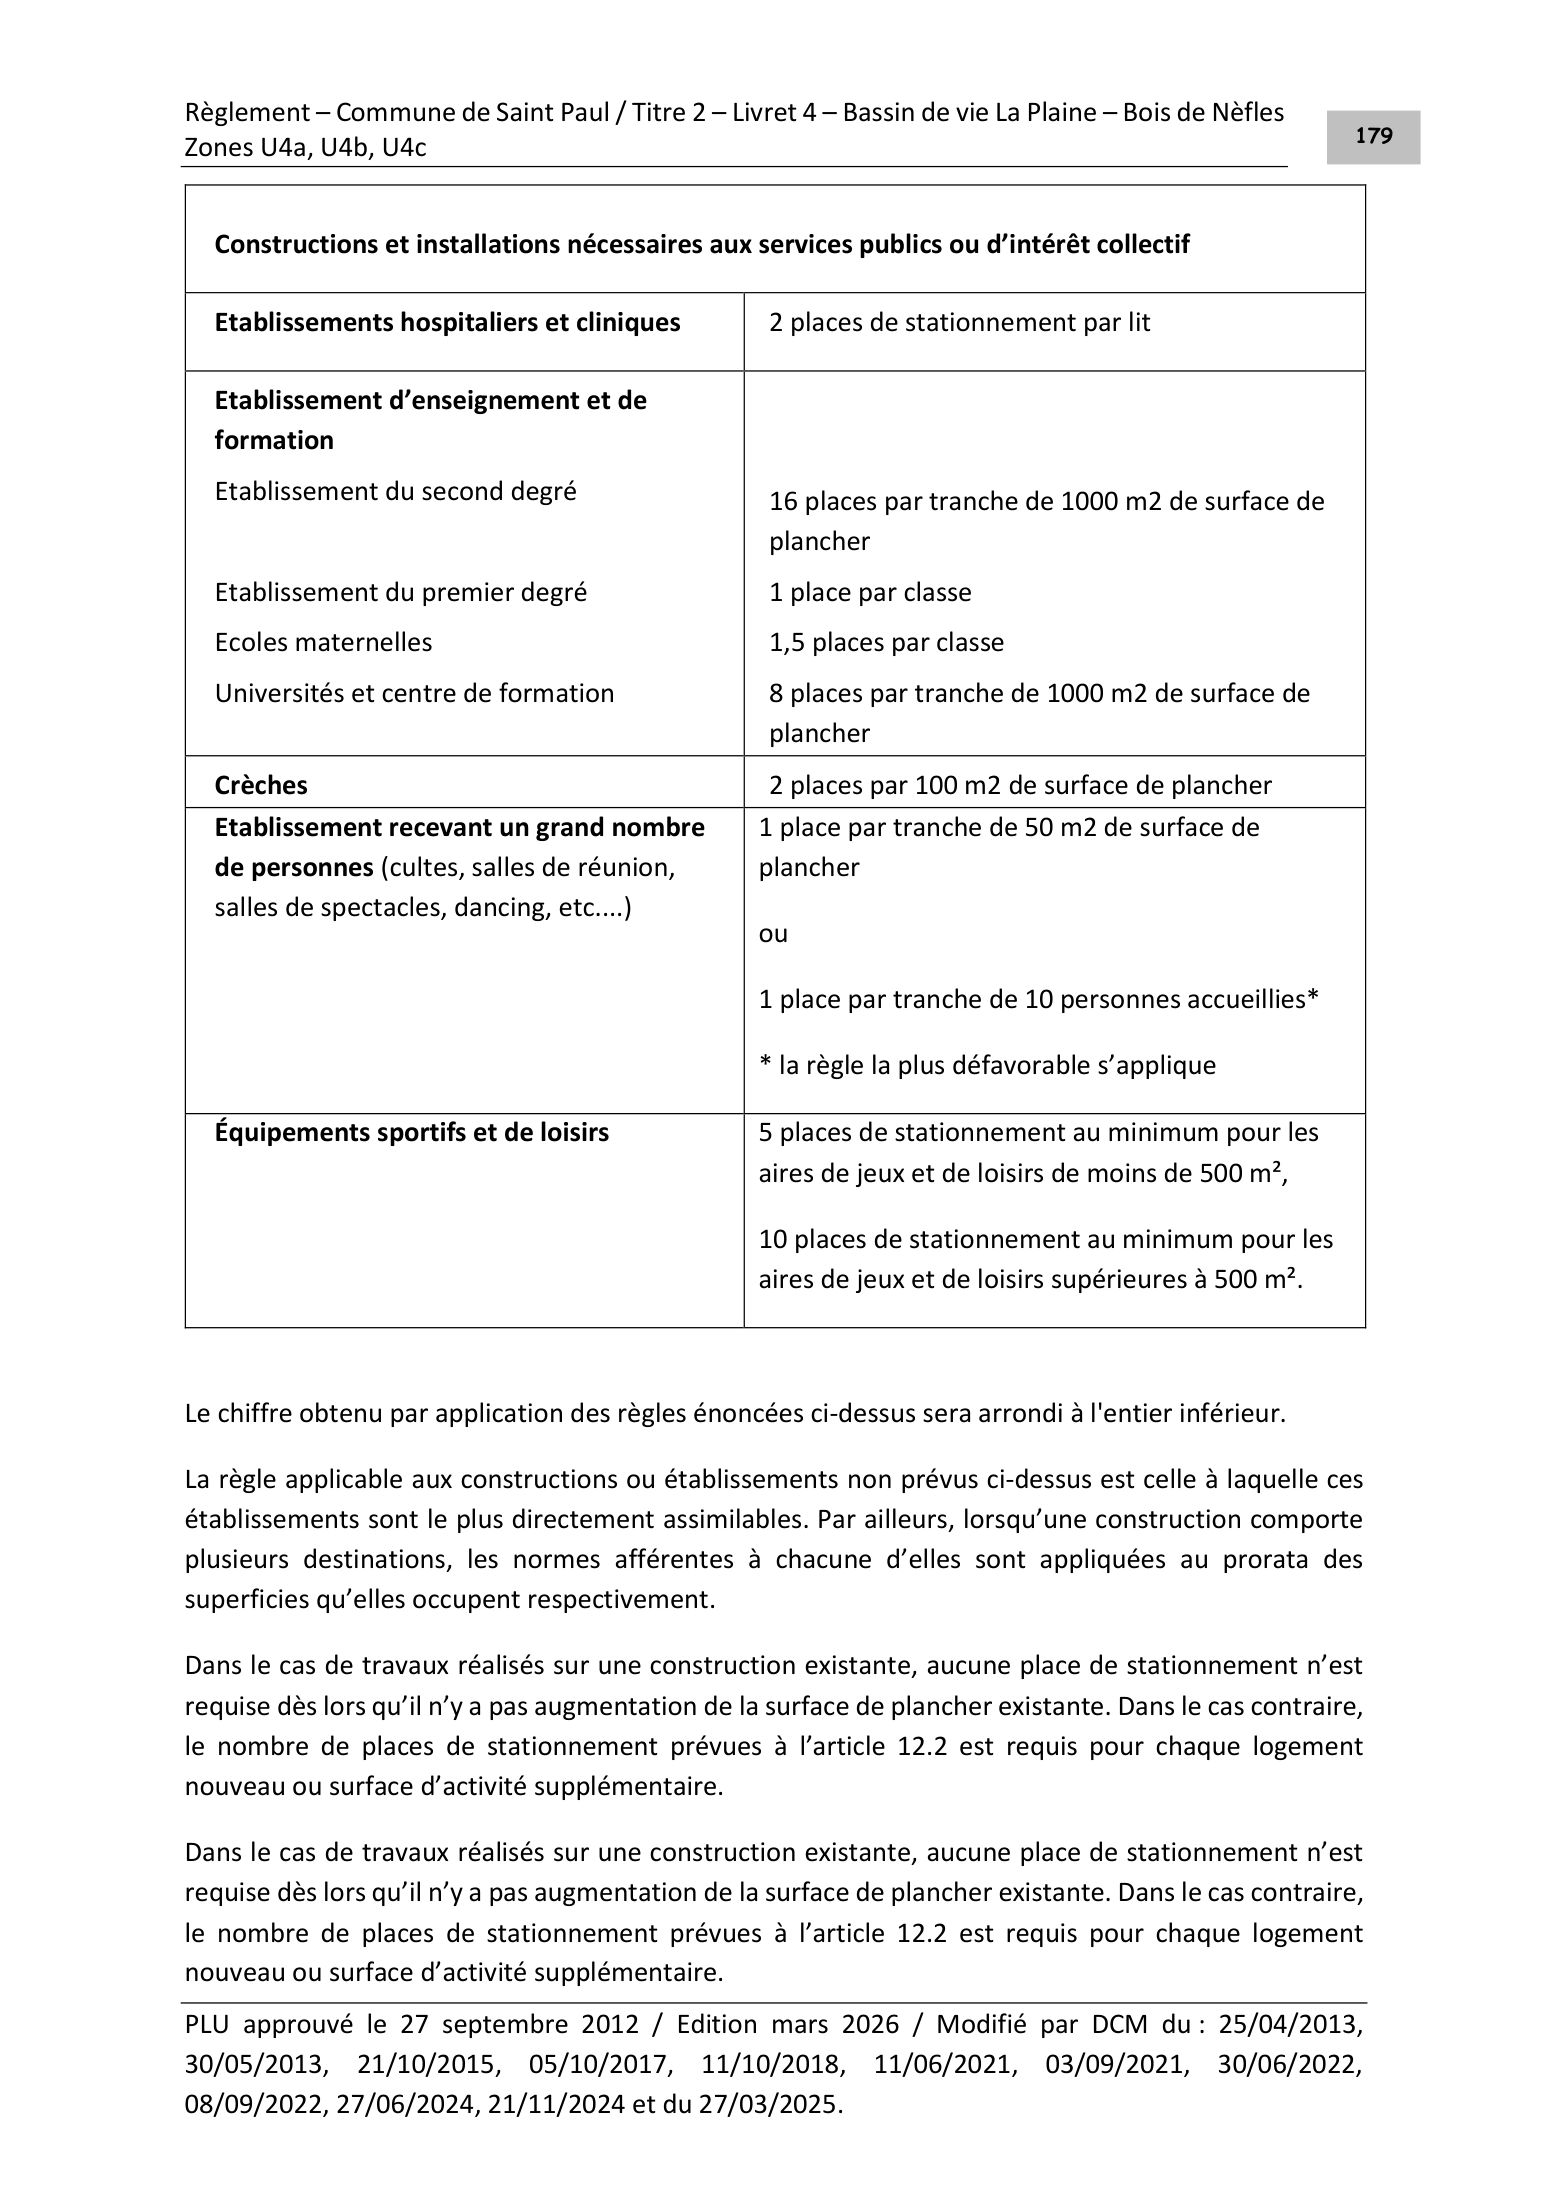 Règlement – Commune de Saint Paul / Titre 2 – Livret 4 – Bassin de vie La Plaine – Bois de Nèfles
Zones U4a, U4b, U4c
179
Constructions et installations nécessaires aux services publics ou d’intérêt collectif
Etablissements hospitaliers et cliniques
2 places de stationnement par lit
Etablissement d’enseignement et de
formation
Etablissement du second degré
16 places par tranche de 1000 m2 de surface de
plancher
Etablissement du premier degré
1 place par classe
Ecoles maternelles
1,5 places par classe
Universités et centre de formation
8 places par tranche de 1000 m2 de surface de
plancher
Crèches
2 places par 100 m2 de surface de plancher
Etablissement recevant un grand nombre
de personnes (cultes, salles de réunion,
salles de spectacles, dancing, etc....)
1 place par tranche de 50 m2 de surface de
plancher
ou
1 place par tranche de 10 personnes accueillies*
* la règle la plus défavorable s’applique
Équipements sportifs et de loisirs
5 places de stationnement au minimum pour les
aires de jeux et de loisirs de moins de 500 m²,
10 places de stationnement au minimum pour les
aires de jeux et de loisirs supérieures à 500 m².
Le chiffre obtenu par application des règles énoncées ci-dessus sera arrondi à l'entier inférieur.
La règle applicable aux constructions ou établissements non prévus ci-dessus est celle à laquelle ces
établissements sont le plus directement assimilables. Par ailleurs, lorsqu’une construction comporte
plusieurs destinations, les normes afférentes à chacune d’elles sont appliquées au prorata des
superficies qu’elles occupent respectivement.
Dans le cas de travaux réalisés sur une construction existante, aucune place de stationnement n’est
requise dès lors qu’il n’y a pas augmentation de la surface de plancher existante. Dans le cas contraire,
le nombre de places de stationnement prévues à l’article 12.2 est requis pour chaque logement
nouveau ou surface d’activité supplémentaire.
Dans le cas de travaux réalisés sur une construction existante, aucune place de stationnement n’est
requise dès lors qu’il n’y a pas augmentation de la surface de plancher existante. Dans le cas contraire,
le nombre de places de stationnement prévues à l’article 12.2 est requis pour chaque logement
nouveau ou surface d’activité supplémentaire.
PLU approuvé le 27 septembre 2012 / Edition mars 2026 / Modifié par DCM du : 25/04/2013,
30/05/2013, 21/10/2015, 05/10/2017, 11/10/2018, 11/06/2021, 03/09/2021, 30/06/2022,
08/09/2022, 27/06/2024, 21/11/2024 et du 27/03/2025.